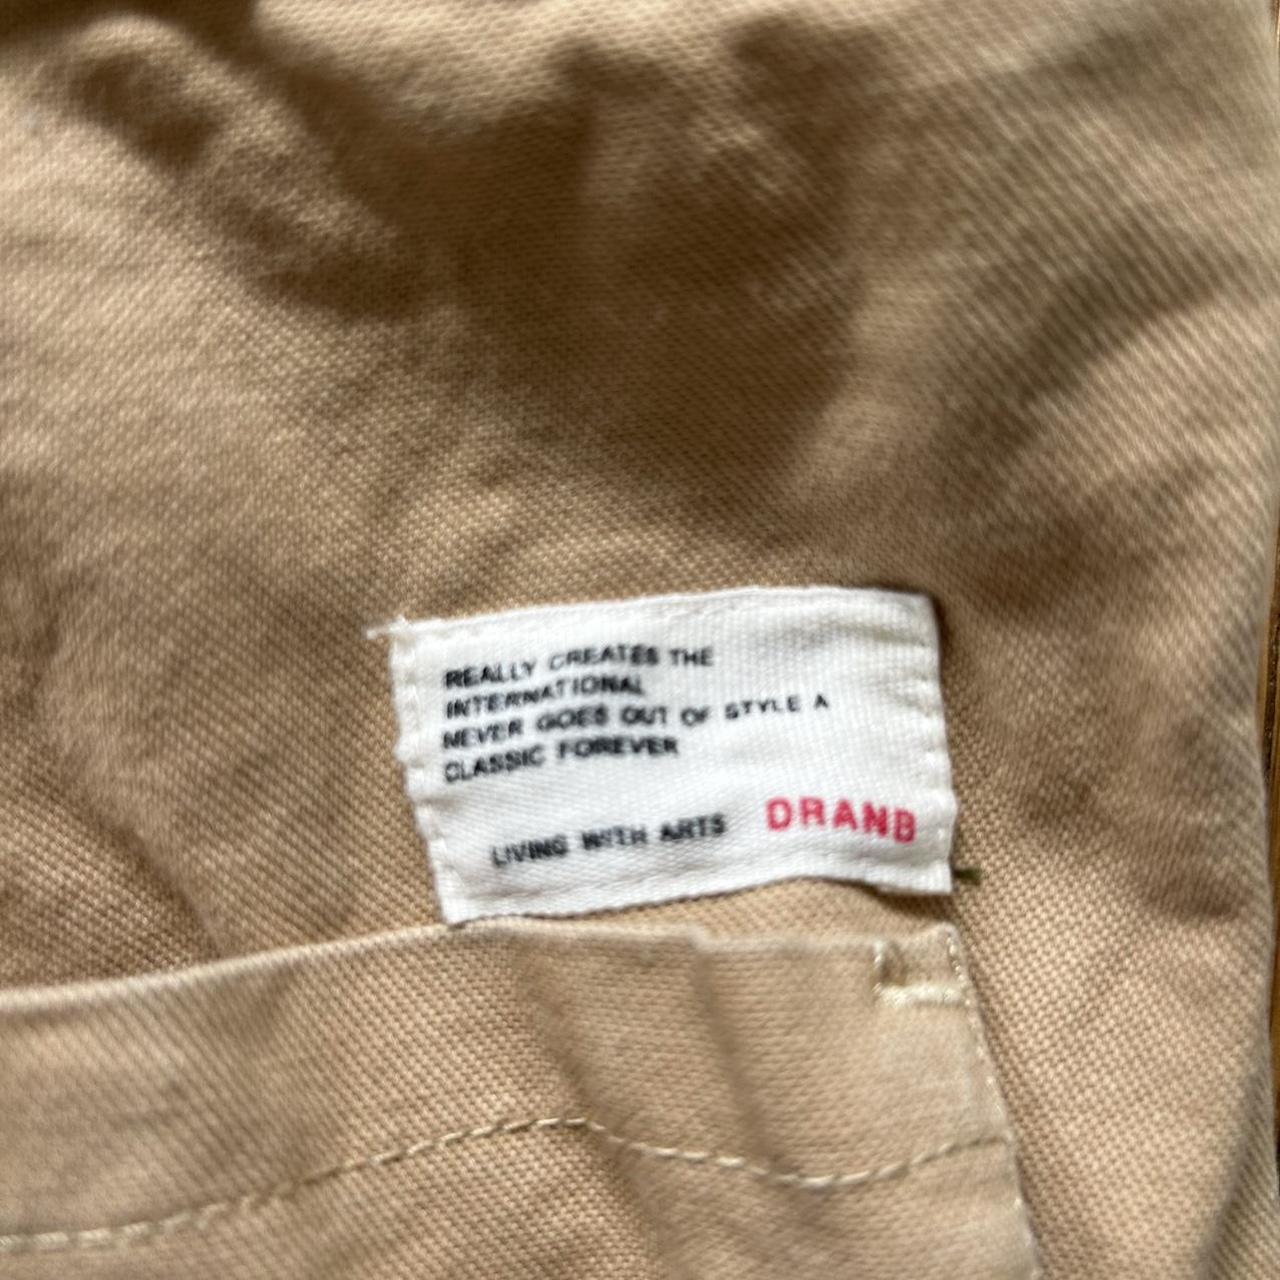 REALLY CREATES THE
INTERNATIONAL
NEVER GOES OUT OF STYLE A
CLASSIC FOREVER
LIVING WITH ARTS DRANB